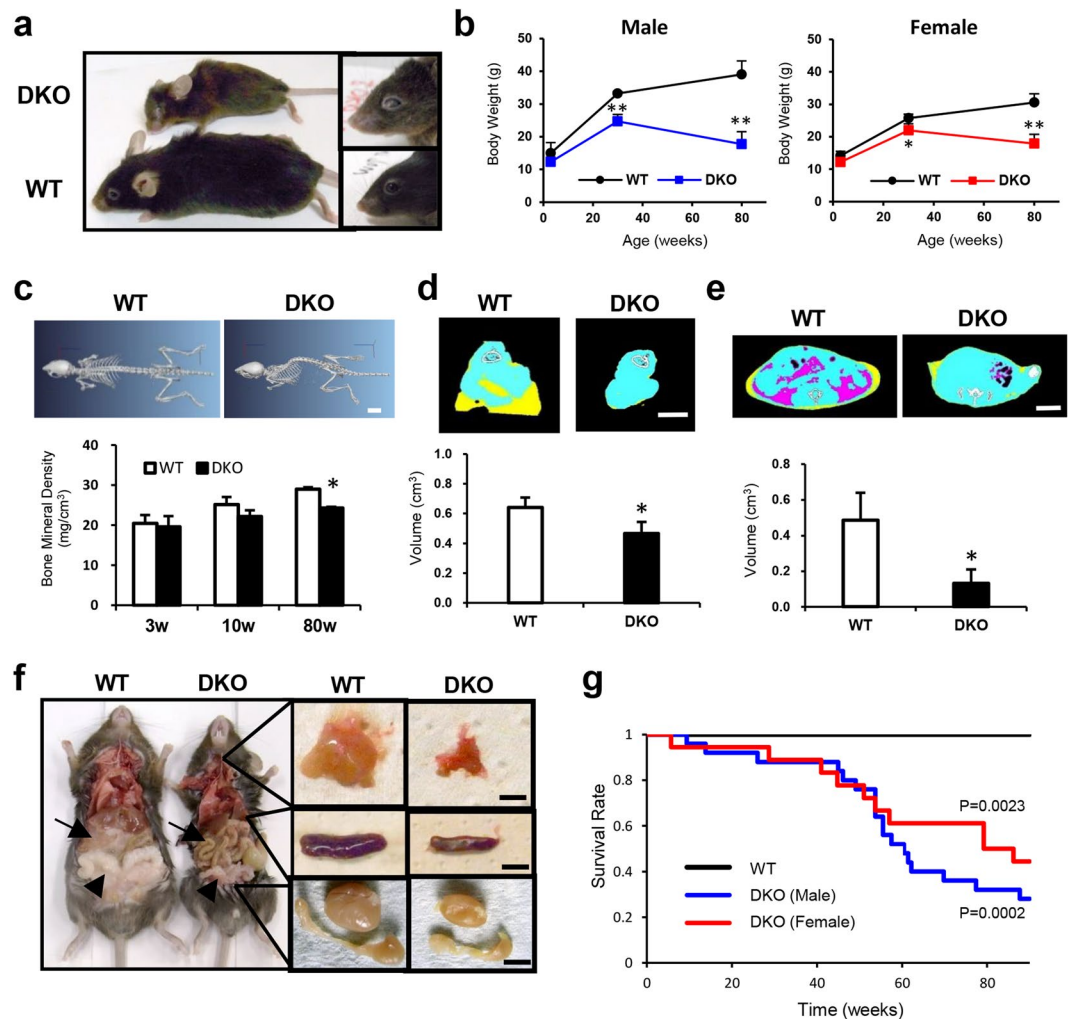 a
DKO
WT
b
Male
Female
Body Weight (g)
50
40
30
20
10
0
**
**
WT
DKO
0
20
40
60
80
Age (weeks)
Body Weight (g)
50
40
30
20
10
0
*
**
WT
DKO
0
20
40
60
80
Age (weeks)
c
WT
DKO
Bone Mineral Density
(mg/cm³)
40
30
20
10
0
WT
DKO
*
3w
10w
80w
d
WT
DKO
Volume (cm³)
1.0
0.8
0.6
0.4
0.2
0.0
*
WT
DKO
e
WT
DKO
Volume (cm³)
0.8
0.6
0.4
0.2
0.0
*
WT
DKO
f
WT
DKO
WT
DKO
g
Survival Rate
1
0.8
0.6
0.4
0.2
0
P=0.0023
WT
DKO (Male)
DKO (Female)
P=0.0002
0
20
40
60
80
Time (weeks)